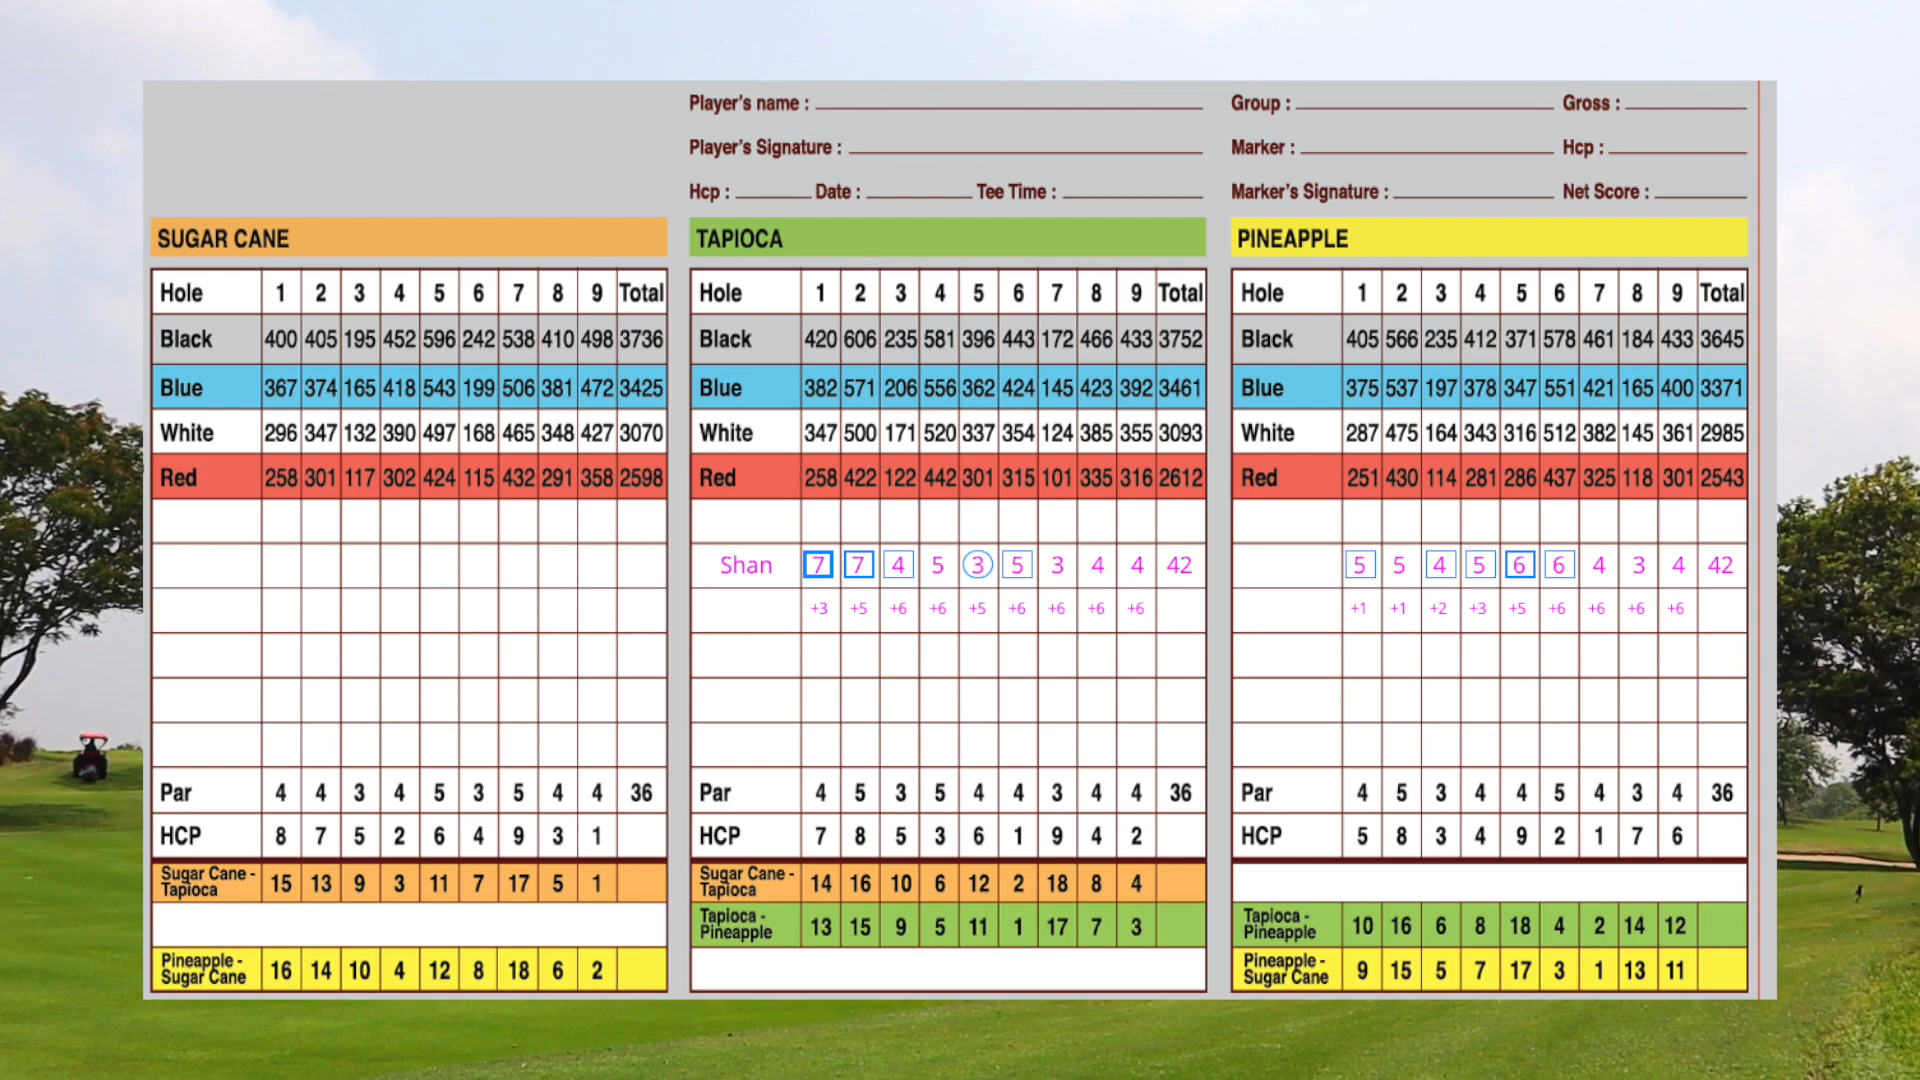 Player's name :
Group :
Gross :
Player's Signature :
Marker :
Hcp :
Hcp :
Date :
Tee Time :
Marker's Signature :
Net Score :
SUGAR CANE
Hole 1 2 3 4 5 6 7 8 9 Total
Black 400 405 195 452 596 242 538 410 498 3736
Blue 367 374 165 418 543 199 506 381 472 3425
White 296 347 132 390 497 168 465 348 427 3070
Red 258 301 117 302 424 115 432 291 358 2598
Par 4 4 3 4 5 3 5 4 4 36
HCP 8 7 5 2 6 4 9 3 1
Sugar Cane -
Tapioca 15 13 9 3 11 7 17 5 1
Pineapple -
Sugar Cane 16 14 10 4 12 8 18 6 2
TAPIOCA
Hole 1 2 3 4 5 6 7 8 9 Total
Black 420 606 235 581 396 443 172 466 433 3752
Blue 382 571 206 556 362 424 145 423 392 3461
White 347 500 171 520 337 354 124 385 355 3093
Red 258 422 122 442 301 315 101 335 316 2612
Shan 7 7 4 5 3 5 3 4 4 42
+3 +5 +6 +6 +5 +6 +6 +6 +6
Par 4 5 3 5 4 4 3 4 4 36
HCP 7 8 5 3 6 1 9 4 2
Sugar Cane -
Tapioca 14 16 10 6 12 2 18 8 4
Tapioca -
Pineapple 13 15 9 5 11 1 17 7 3
PINEAPPLE
Hole 1 2 3 4 5 6 7 8 9 Total
Black 405 566 235 412 371 578 461 184 433 3645
Blue 375 537 197 378 347 551 421 165 400 3371
White 287 475 164 343 316 512 382 145 361 2985
Red 251 430 114 281 286 437 325 118 301 2543
5 5 4 5 6 6 4 3 4 42
+1 +1 +2 +3 +5 +6 +6 +6 +6
Par 4 5 3 4 4 5 4 3 4 36
HCP 5 8 3 4 9 2 1 7 6
Tapioca -
Pineapple 10 16 6 8 18 4 2 14 12
Pineapple -
Sugar Cane 9 15 5 7 17 3 1 13 11